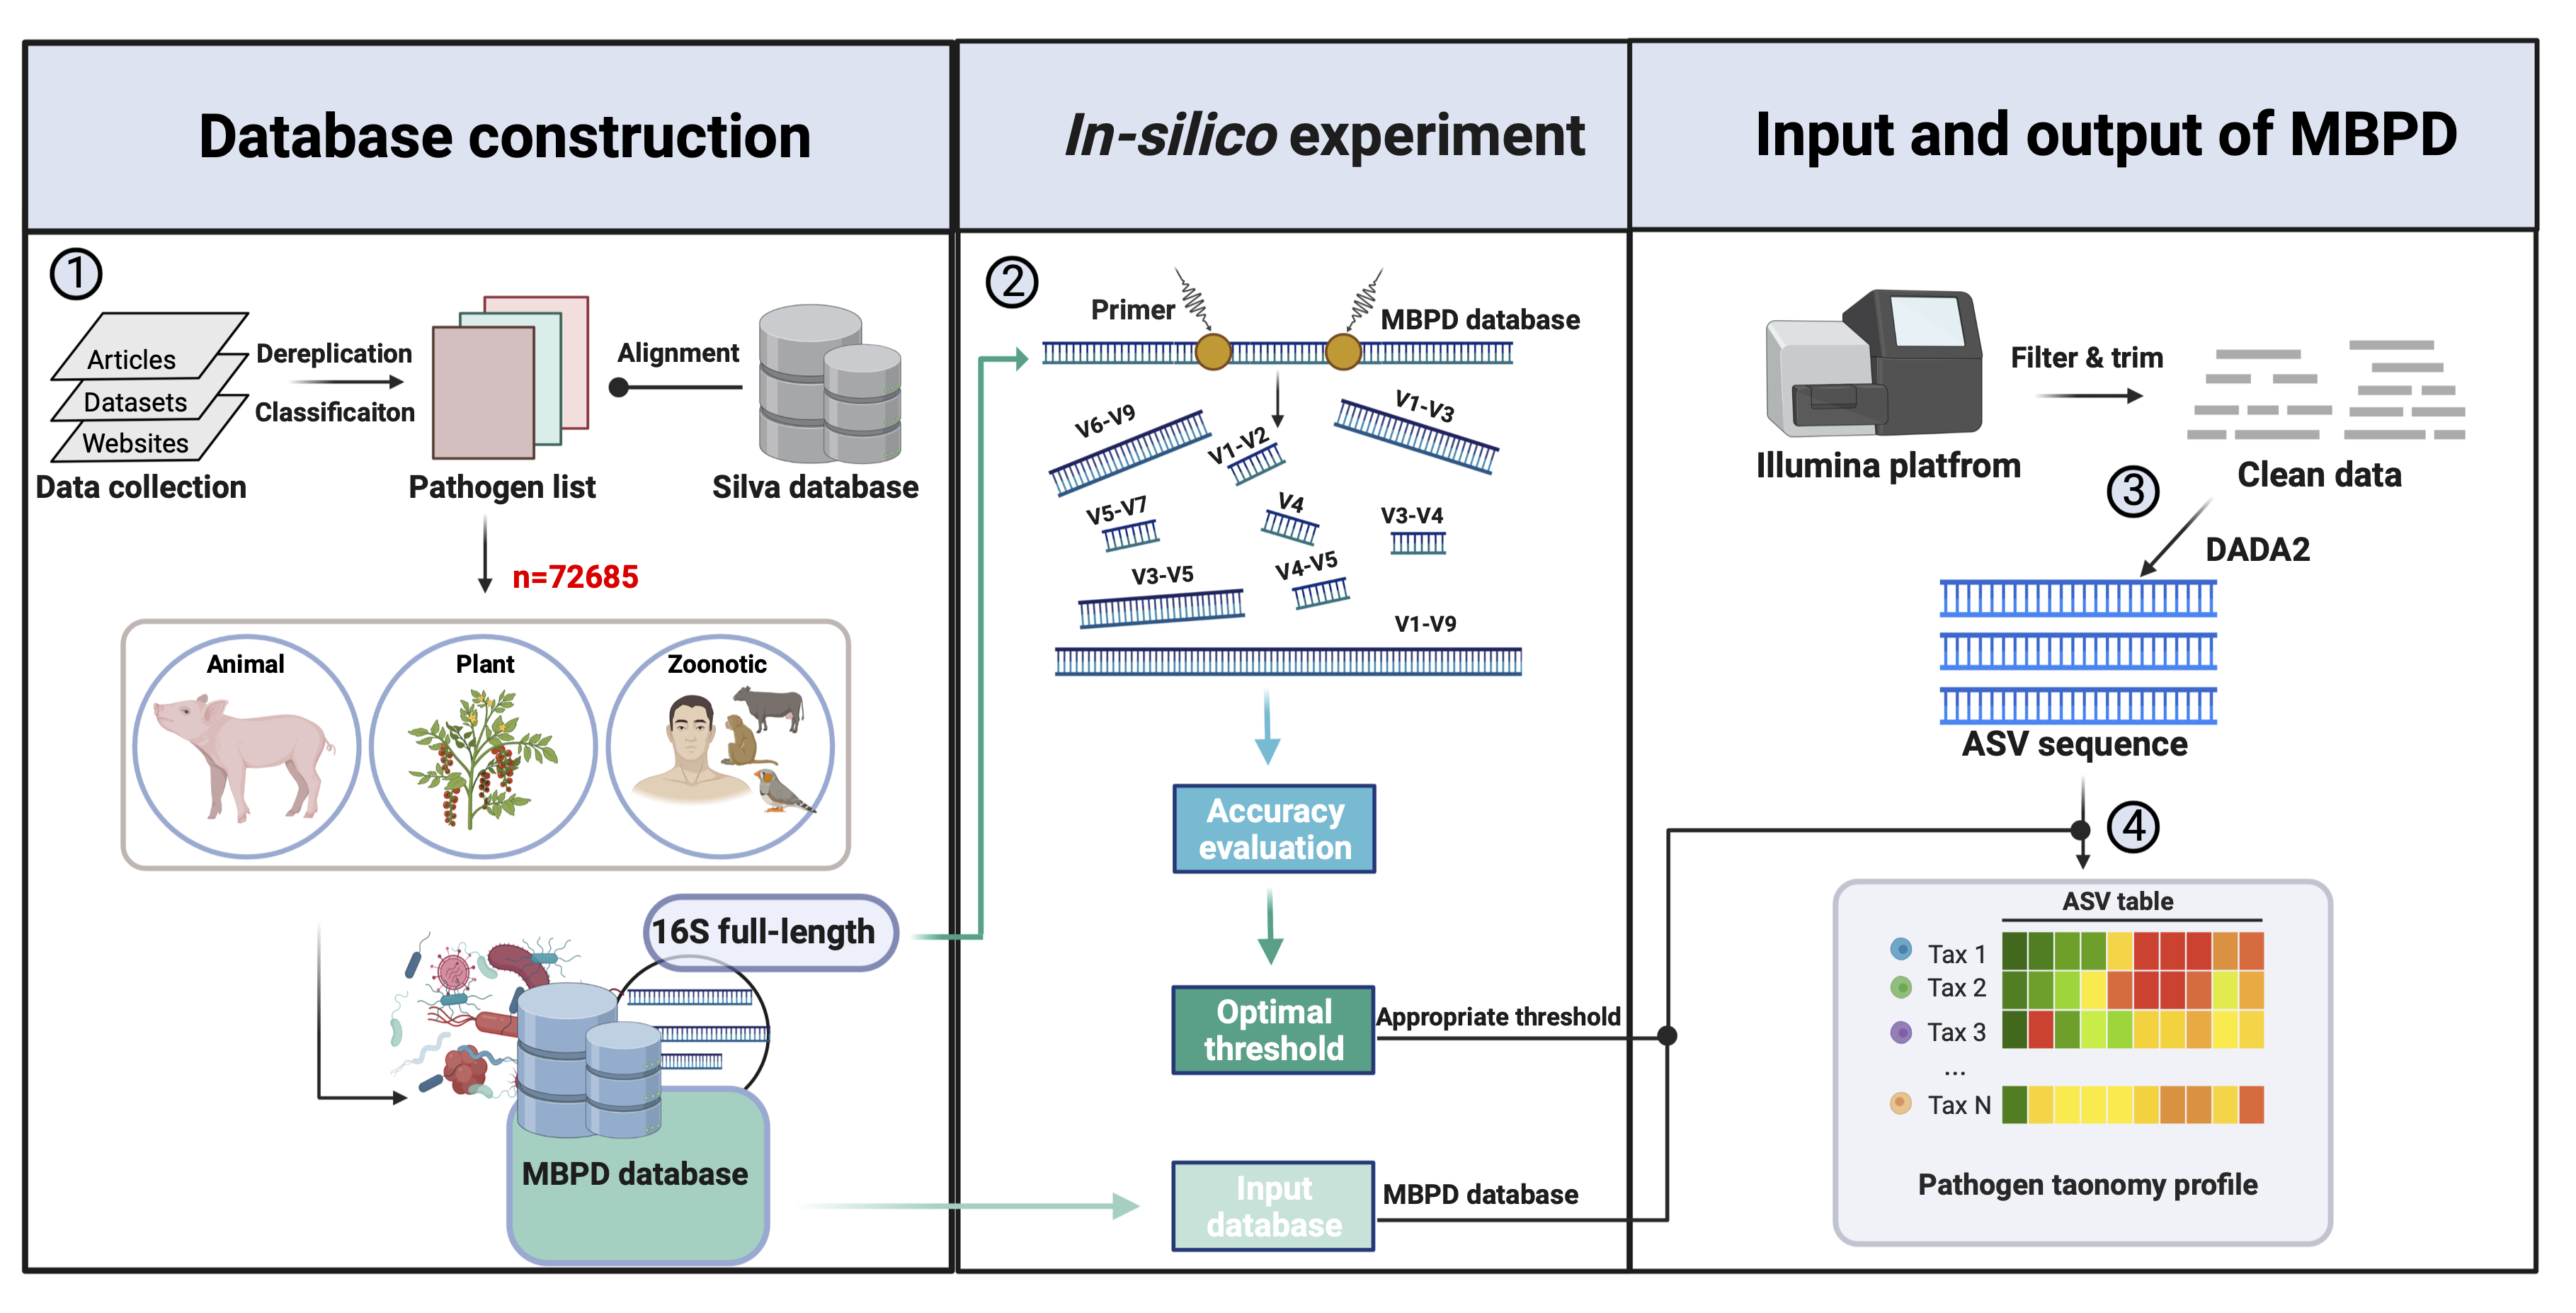 Database construction
In-silico experiment
Input and output of MBPD
1
Articles
Datasets
Websites
Data collection
Dereplication
Classificaiton
Pathogen list
Alignment
Silva database
n=72685
Animal
Plant
Zoonotic
16S full-length
MBPD database
2
Primer
MBPD database
V6-V9
V1-V2
V1-V3
V5-V7
V4
V3-V4
V3-V5
V4-V5
V1-V9
Accuracy
evaluation
Optimal
threshold
Appropriate threshold
Input
database
MBPD database
Illumina platfrom
Filter & trim
Clean data
3
DADA2
ASV sequence
4
ASV table
Tax 1
Tax 2
Tax 3
...
Tax N
Pathogen taonomy profile